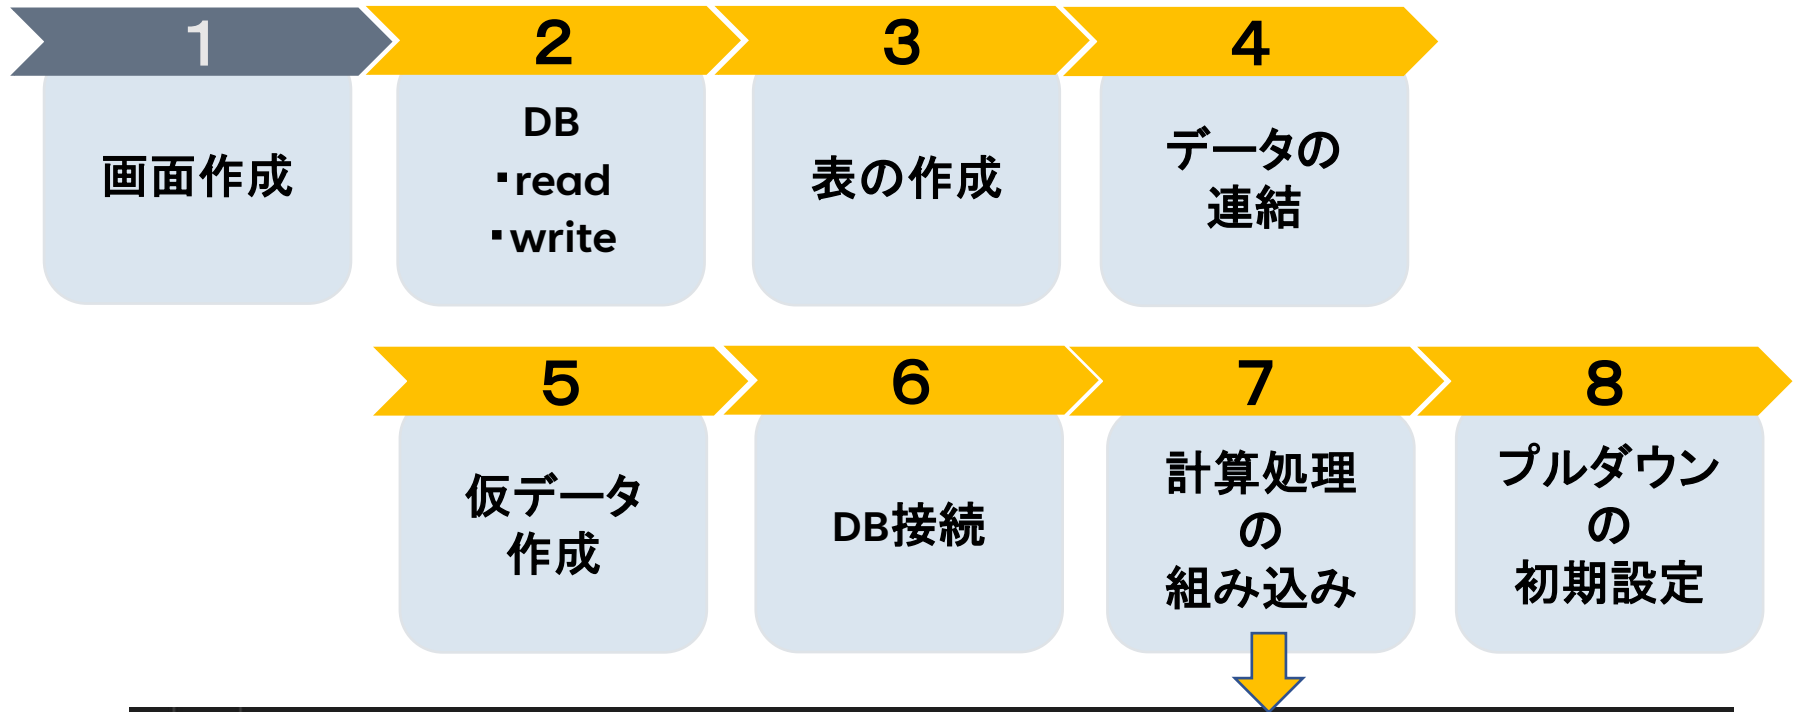 1
画面作成
2
DB
・read
・write
3
表の作成
4
データの
連結
5
仮データ
作成
6
DB接続
7
計算処理
の
組み込み
8
プルダウン
の
初期設定